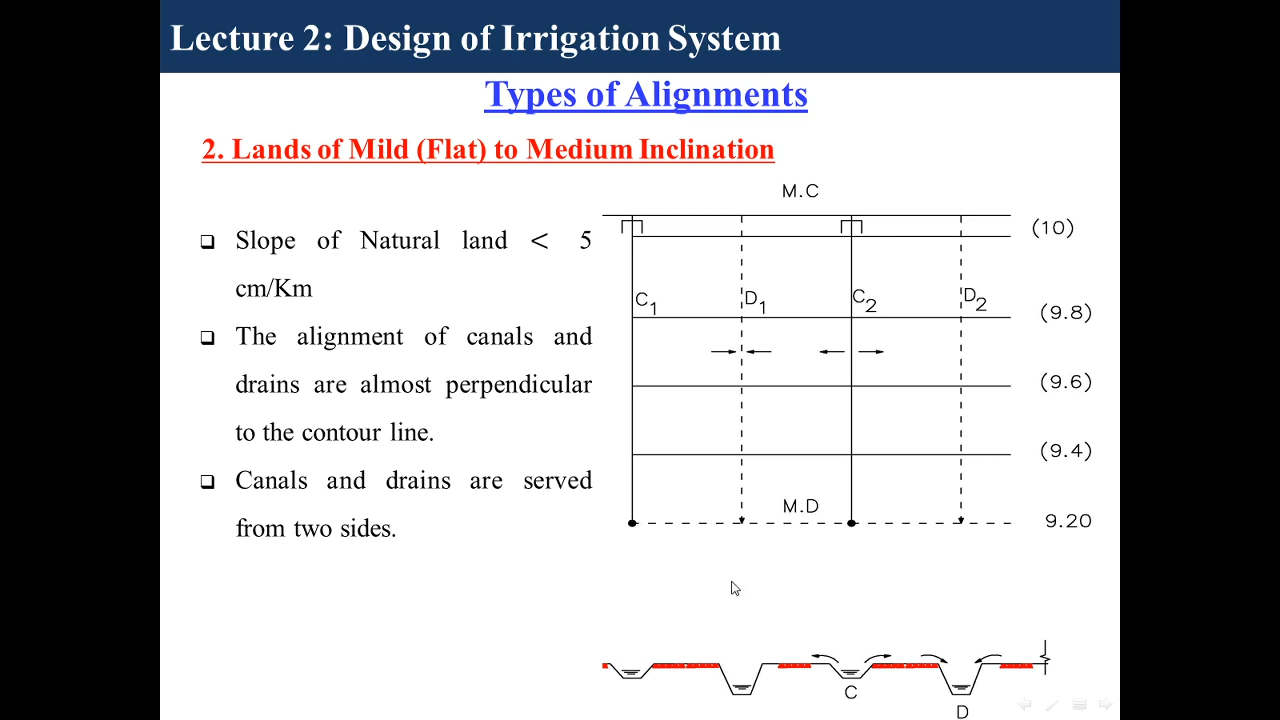 Lecture 2: Design of Irrigation System
Types of Alignments
2. Lands of Mild (Flat) to Medium Inclination
Slope of Natural land < 5
cm/Km
The alignment of canals and
drains are almost perpendicular
to the contour line.
Canals and drains are served
from two sides.
M.C
(10)
C1 D1 C2 D2
(9.8)
(9.6)
(9.4)
M.D
9.20
C
D